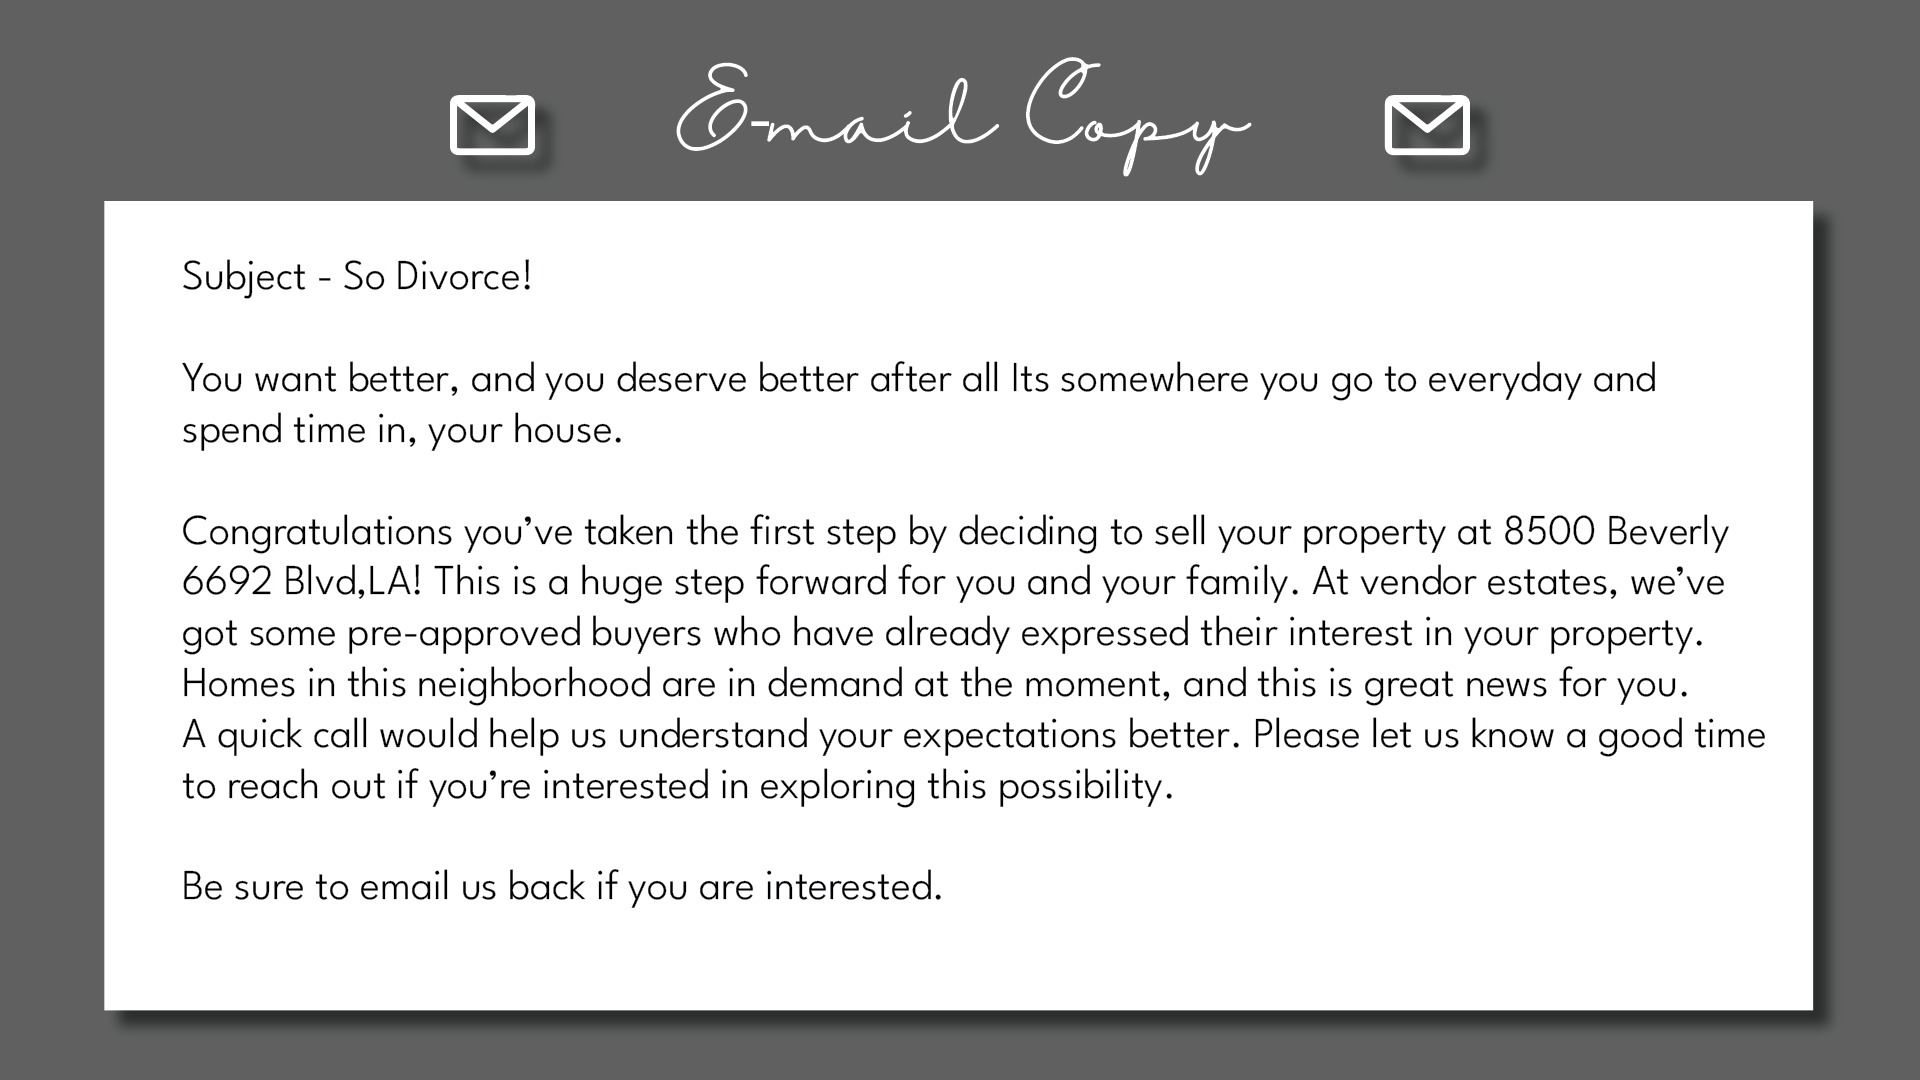 E-mail Copy
Subject - So Divorce!
You want better, and you deserve better after all Its somewhere you go to everyday and
spend time in, your house.
Congratulations you’ve taken the first step by deciding to sell your property at 8500 Beverly
6692 Blvd,LA! This is a huge step forward for you and your family. At vendor estates, we’ve
got some pre-approved buyers who have already expressed their interest in your property.
Homes in this neighborhood are in demand at the moment, and this is great news for you.
A quick call would help us understand your expectations better. Please let us know a good time
to reach out if you’re interested in exploring this possibility.
Be sure to email us back if you are interested.